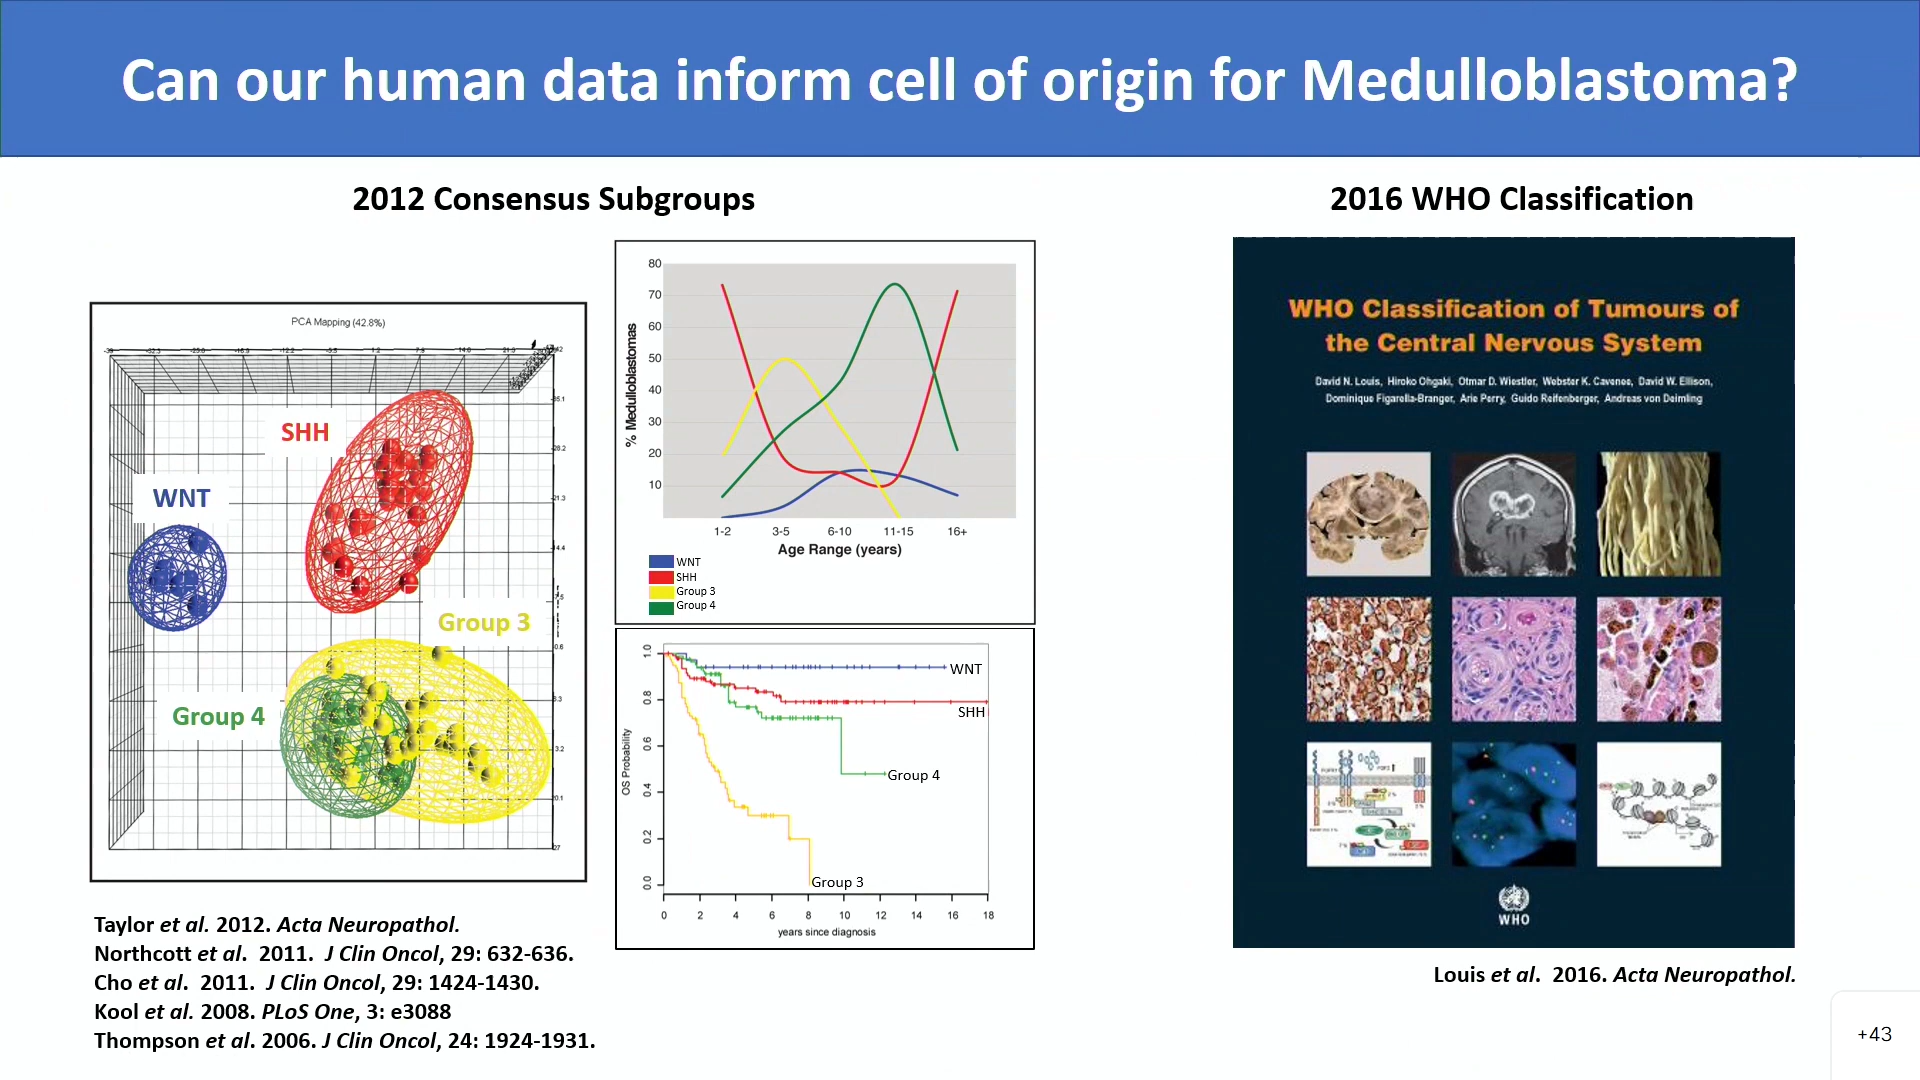 Can our human data inform cell of origin for Medulloblastoma?
2012 Consensus Subgroups
2016 WHO Classification
PCA Mapping (42.8%)
SHH
WNT
Group 3
Group 4
80
70
60
50
40
30
20
10
% Medulloblastomas
1-2 3-5 6-10 11-15 16+
Age Range (years)
WNT
SHH
Group 3
Group 4
1.0
0.8
0.6
0.4
0.2
0.0
OS Probability
WNT
SHH
Group 4
Group 3
0 2 4 6 8 10 12 14 16 18
years since diagnosis
WHO Classification of Tumours of
the Central Nervous System
David N. Louis, Hiroko Ohgaki, Otmar D. Wiestler, Webster K. Cavenee, David W. Ellison,
Dominique Figarella-Branger, Arie Perry, Guido Reifenberger, Andreas von Deimling
WHO
Taylor et al. 2012. Acta Neuropathol.
Northcott et al. 2011. J Clin Oncol, 29: 632-636.
Cho et al. 2011. J Clin Oncol, 29: 1424-1430.
Kool et al. 2008. PLoS One, 3: e3088
Thompson et al. 2006. J Clin Oncol, 24: 1924-1931.
Louis et al. 2016. Acta Neuropathol.
+43